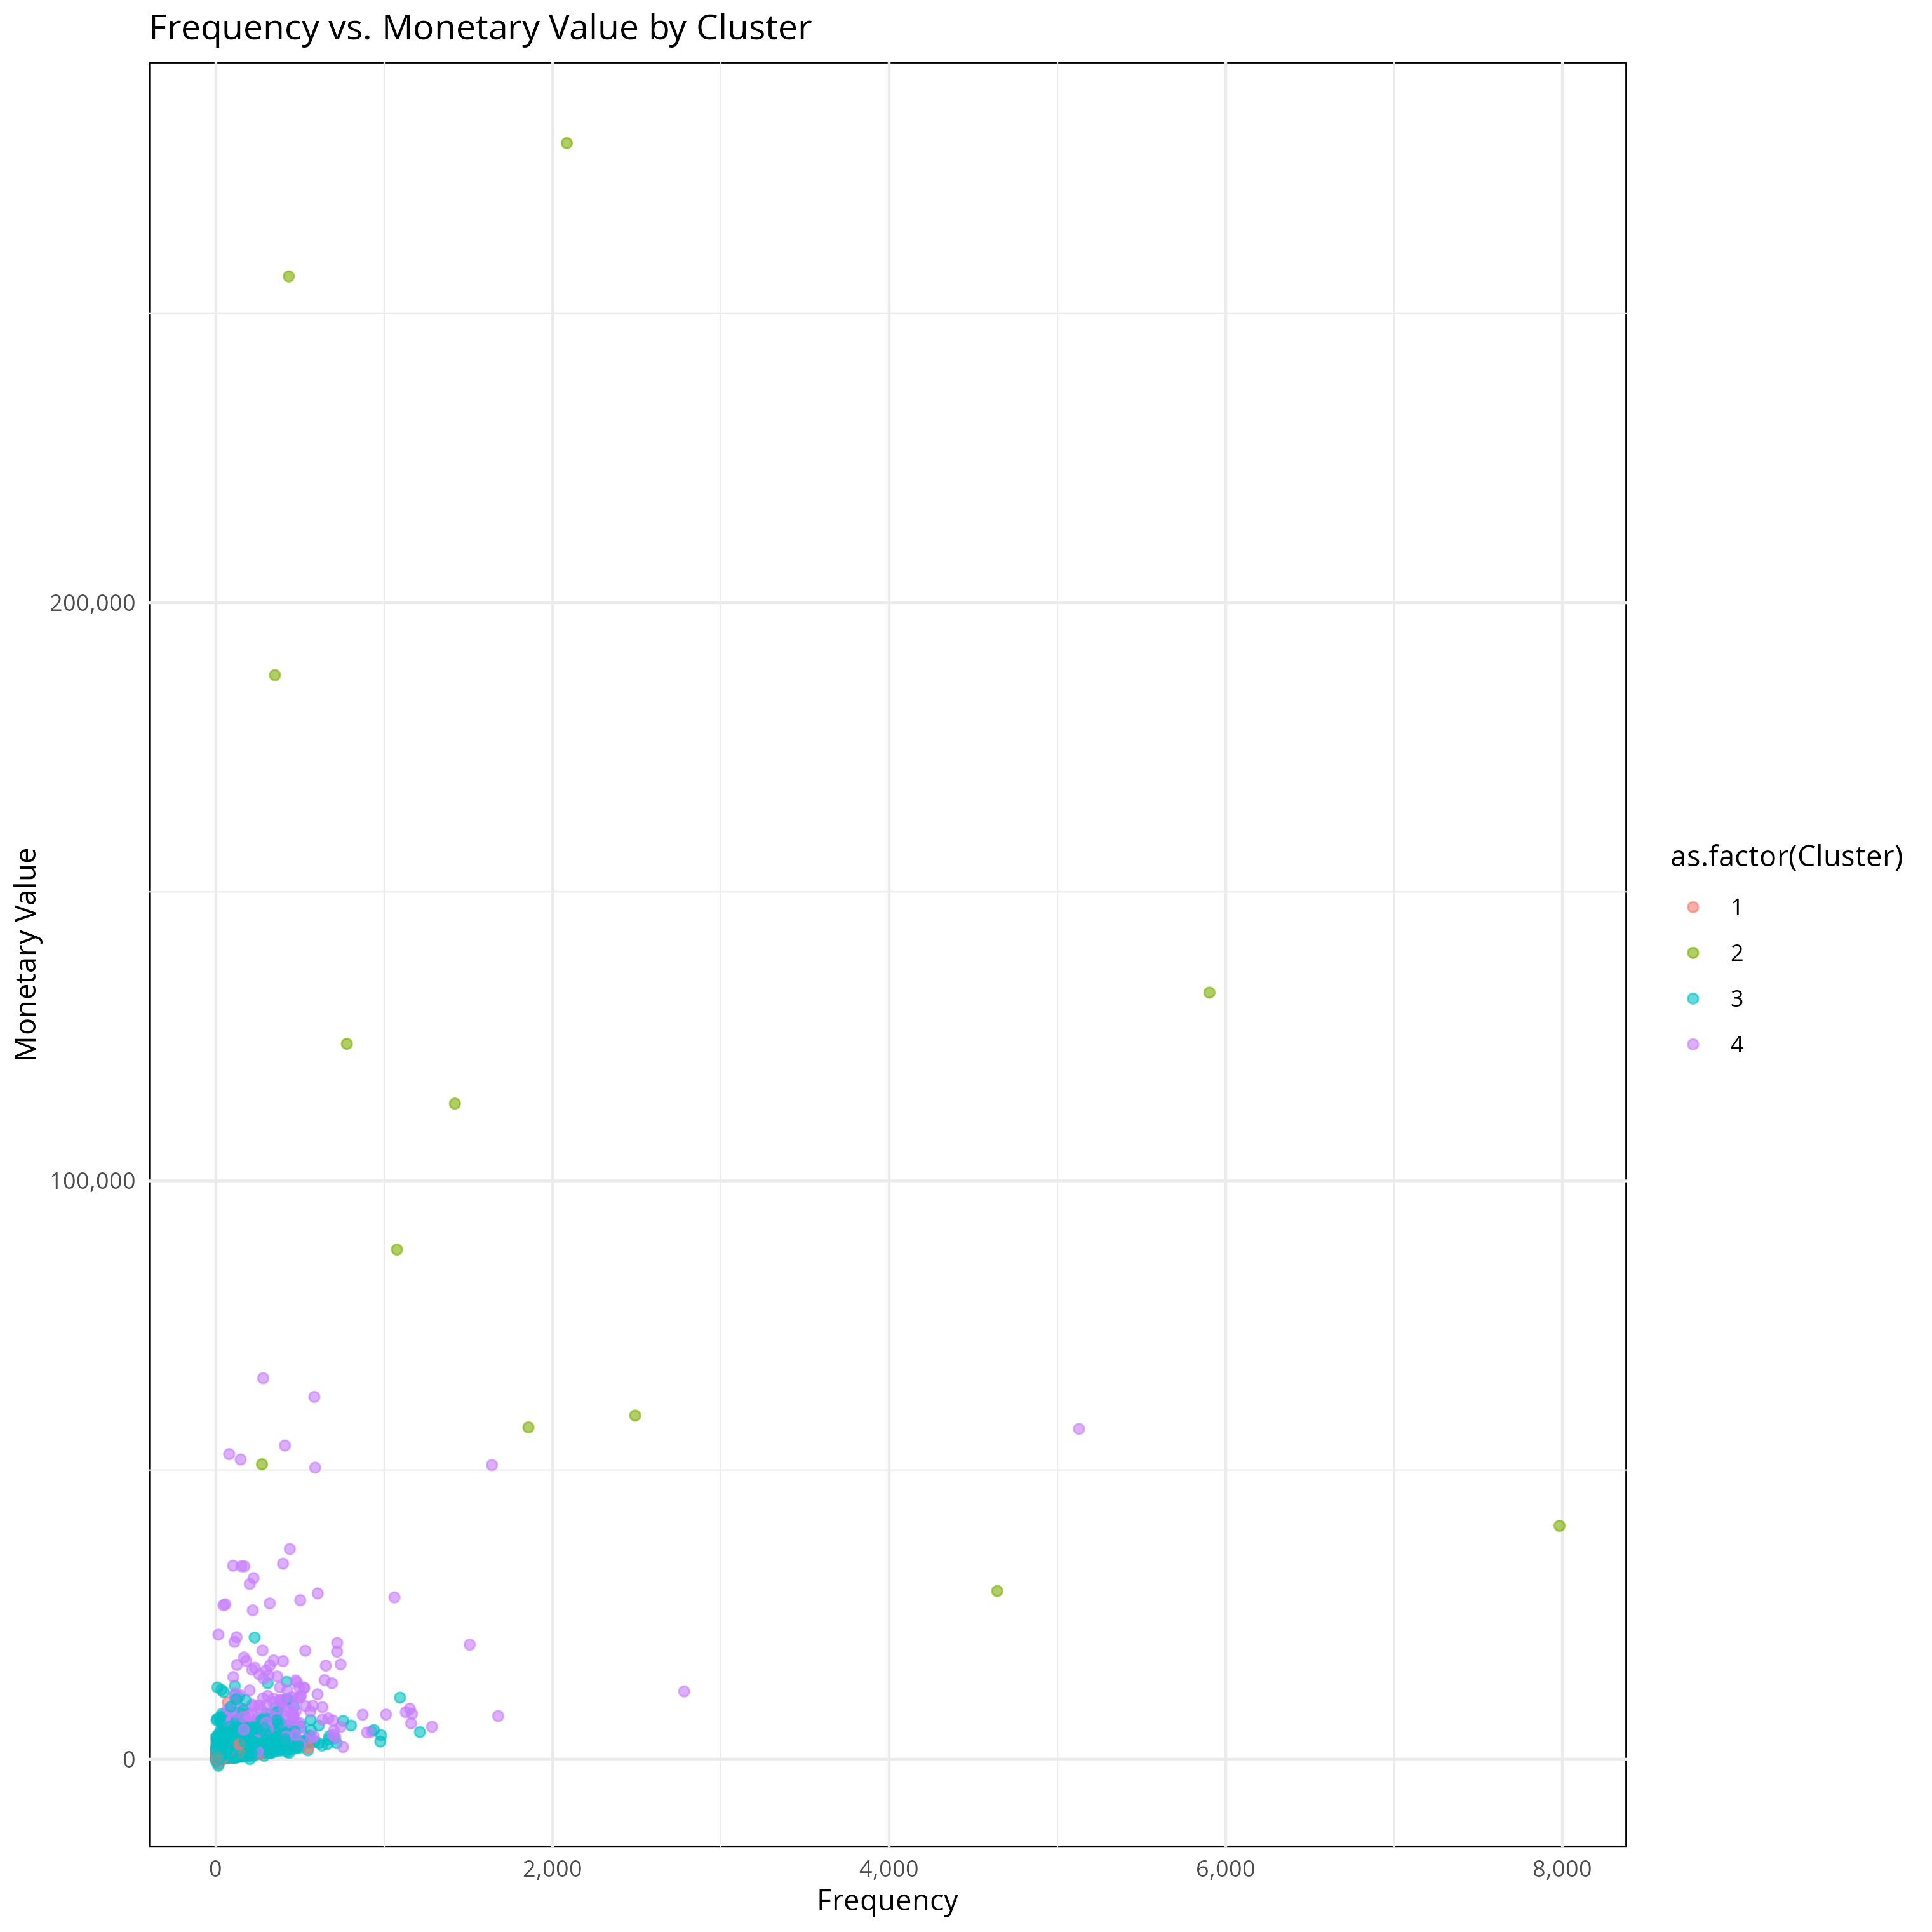 Frequency vs. Monetary Value by Cluster
Monetary Value
200,000
100,000
0
0 2,000 4,000 6,000 8,000
Frequency
as.factor(Cluster)
1
2
3
4